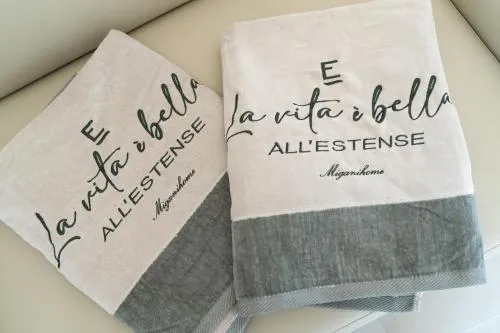 E
La vita è bella
ALL'ESTENSE
Miganihome
E
La vita è bella
ALL'ESTENSE
Miganihome